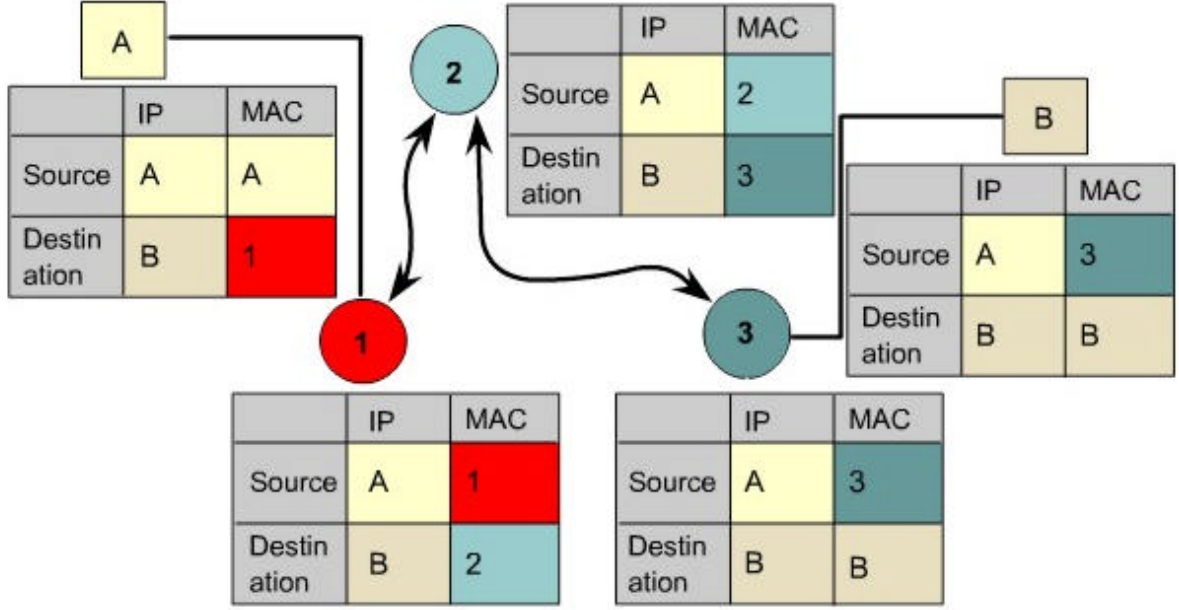 A
IP MAC
Source A A
Destin
ation B 1
2
IP MAC
Source A 2
Destin
ation B 3
B
IP MAC
Source A 3
Destin
ation B B
1
IP MAC
Source A 1
Destin
ation B 2
3
IP MAC
Source A 3
Destin
ation B B